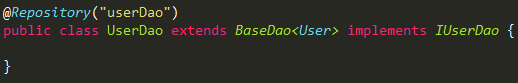 @Repository("userDao")
public class UserDao extends BaseDao<User> implements IUserDao {
}